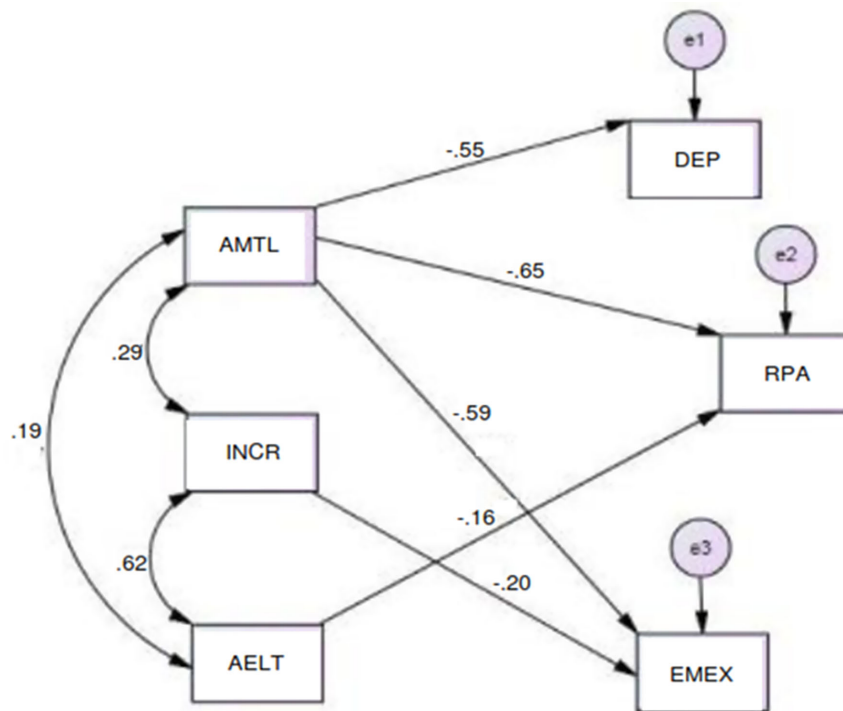 e1
-.55
DEP
AMTL
-.65
e2
.29
RPA
-.59
.19
INCR
-.16
e3
.62
-.20
AELT
EMEX